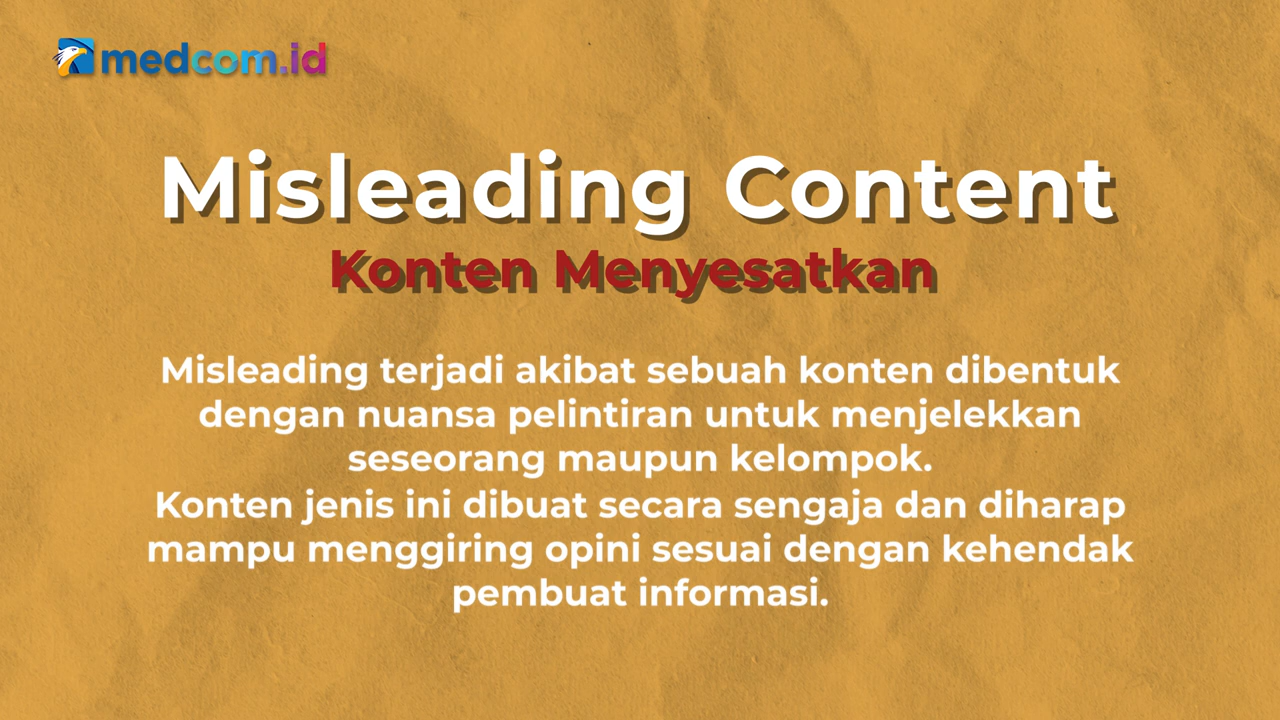 medcom.id
Misleading Content
Konten Menyesatkan
Misleading terjadi akibat sebuah konten dibentuk
dengan nuansa pelintiran untuk menjelekkan
seseorang maupun kelompok.
Konten jenis ini dibuat secara sengaja dan diharap
mampu menggiring opini sesuai dengan kehendak
pembuat informasi.